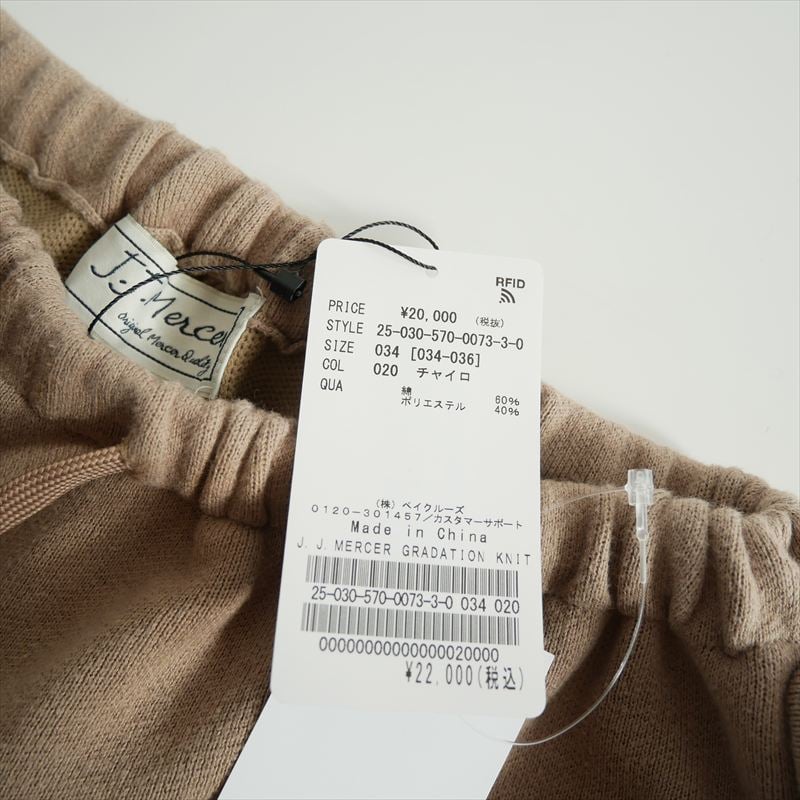 J.J.Mercer
Original Mercer Quality
RFID
PRICE ¥20,000 (税抜)
STYLE 25-030-570-0073-3-0
SIZE 034 [034-036]
COL 020 チャイロ
QUA 綿 60%
ポリエステル 40%
(株) ベイクルーズ
0120-301457/カスタマーサポート
Made in China
J.J.MERCER GRADATION KNIT
25-030-570-0073-3-0 034 020
0000000000000020000
¥22,000(税込)